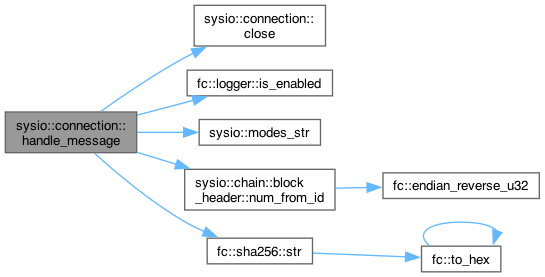 sysio::connection::
handle_message
sysio::connection::
close
fc::logger::is_enabled
sysio::modes_str
sysio::chain::block
_header::num_from_id
fc::endian_reverse_u32
fc::sha256::str
fc::to_hex